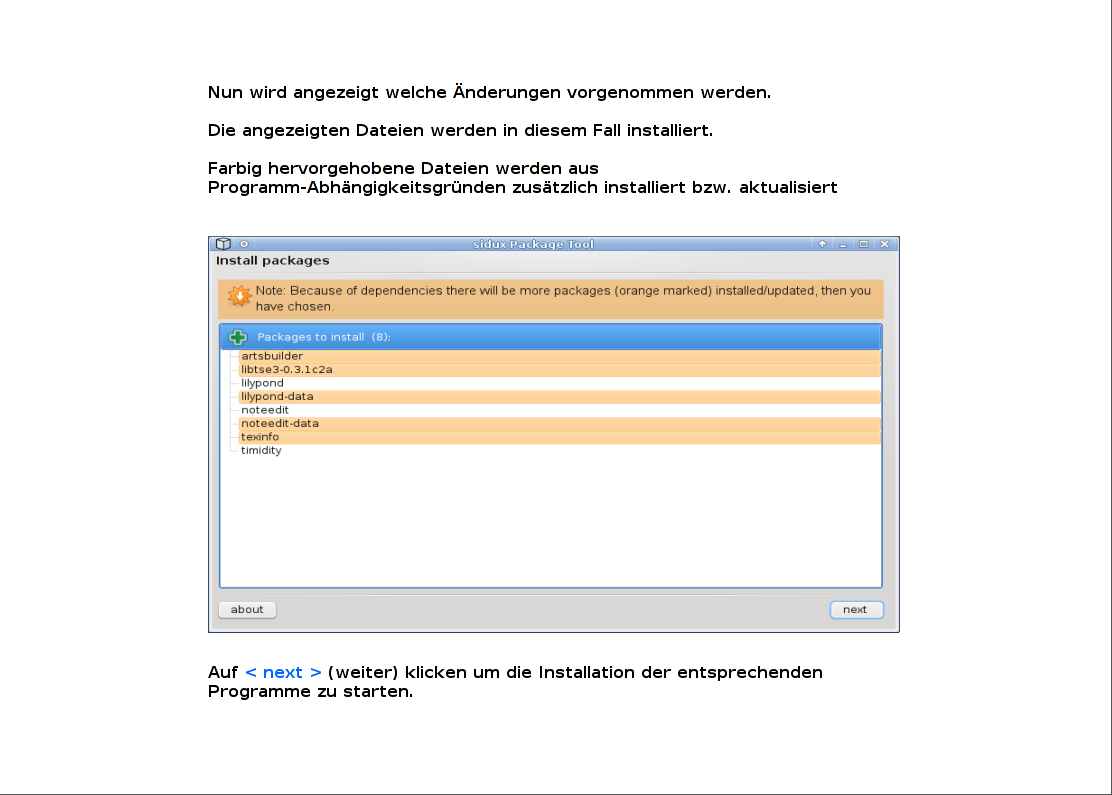 Nun wird angezeigt welche Änderungen vorgenommen werden.
Die angezeigten Dateien werden in diesem Fall installiert.
Farbig hervorgehobene Dateien werden aus
Programm-Abhängigkeitsgründen zusätzlich installiert bzw. aktualisiert
sidux Package Tool
Install packages
Note: Because of dependencies there will be more packages (orange marked) installed/updated, then you
have chosen.
Packages to install (8):
artsbuilder
libtse3-0.3.1c2a
lilypond
lilypond-data
noteedit
noteedit-data
texinfo
timidity
about
next
Auf < next > (weiter) klicken um die Installation der entsprechenden
Programme zu starten.